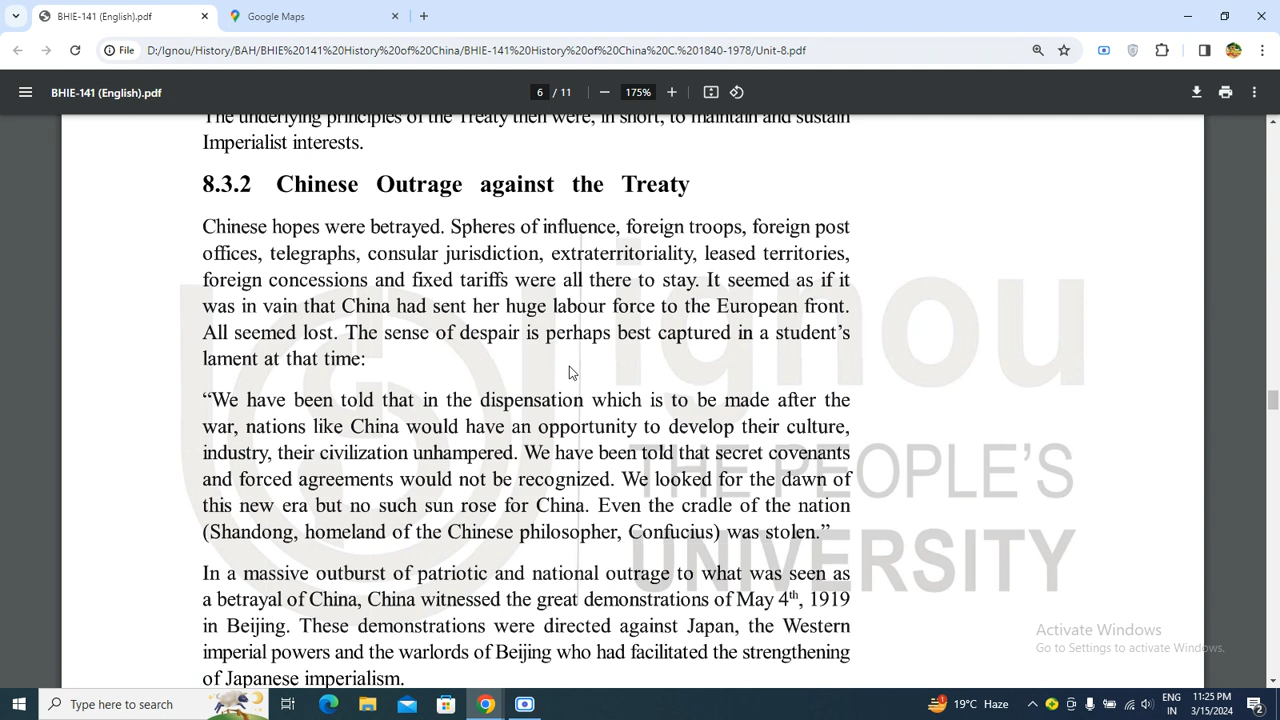 BHIE-141 (English).pdf
Google Maps
File
D:/Ignou/History/BAH/BHIE%20141%20History%20of%20China/BHIE-141%20History%20of%20China%20C.%201840-1978/Unit-8.pdf
BHIE-141 (English).pdf
6 / 11
175%
The underlying principles of the Treaty then were, in short, to maintain and sustain
Imperialist interests.
8.3.2 Chinese Outrage against the Treaty
Chinese hopes were betrayed. Spheres of influence, foreign troops, foreign post
offices, telegraphs, consular jurisdiction, extraterritoriality, leased territories,
foreign concessions and fixed tariffs were all there to stay. It seemed as if it
was in vain that China had sent her huge labour force to the European front.
All seemed lost. The sense of despair is perhaps best captured in a student's
lament at that time:
“We have been told that in the dispensation which is to be made after the
war, nations like China would have an opportunity to develop their culture,
industry, their civilization unhampered. We have been told that secret covenants
and forced agreements would not be recognized. We looked for the dawn of
this new era but no such sun rose for China. Even the cradle of the nation
(Shandong, homeland of the Chinese philosopher, Confucius) was stolen.”
In a massive outburst of patriotic and national outrage to what was seen as
a betrayal of China, China witnessed the great demonstrations of May 4th, 1919
in Beijing. These demonstrations were directed against Japan, the Western
imperial powers and the warlords of Beijing who had facilitated the strengthening
of Japanese imperialism.
ignou
THE PEOPLE'S
UNIVERSITY
Activate Windows
Go to Settings to activate Windows.
Type here to search
19°C Haze
ENG
IN
11:25 PM
3/15/2024
2